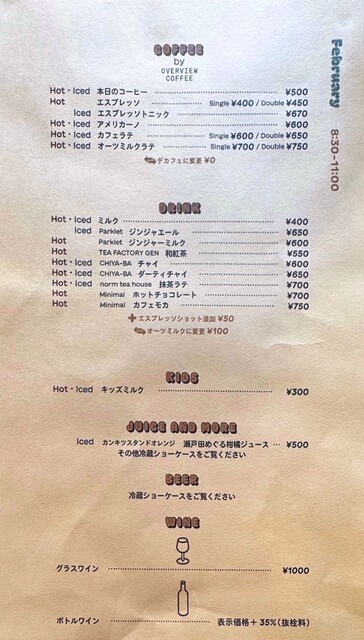 COFFEE
by
OVERVIEW
COFFEE
February
8:30-11:00
Hot・Iced 本日のコーヒー ¥500
Hot エスプレッソ Single ¥400 / Double ¥450
Iced エスプレッソトニック ¥670
Hot・Iced アメリカーノ ¥600
Hot・Iced カフェラテ Single ¥600 / Double ¥650
Hot・Iced オーツミルクラテ Single ¥700 / Double ¥750
デカフェに変更 ¥0
DRINK
Hot・Iced ミルク ¥400
Iced Parklet ジンジャエール ¥650
Hot Parklet ジンジャーミルク ¥600
Hot TEA FACTORY GEN 和紅茶 ¥550
Hot・Iced CHIYA-BA チャイ ¥600
Hot・Iced CHIYA-BA ダーティチャイ ¥650
Hot・Iced norm tea house 抹茶ラテ ¥700
Hot Minimal ホットチョコレート ¥700
Hot Minimal カフェモカ ¥750
+ エスプレッソショット追加 ¥50
オーツミルクに変更 ¥100
KIDS
Hot・Iced キッズミルク ¥300
JUICE AND MORE
Iced カンキツスタンドオレンジ 瀬戸田めぐる柑橘ジュース … ¥500
その他冷蔵ショーケースをご覧ください
BEER
冷蔵ショーケースをご覧ください
WINE
グラスワイン ¥1000
ボトルワイン 表示価格+35%(抜栓料)